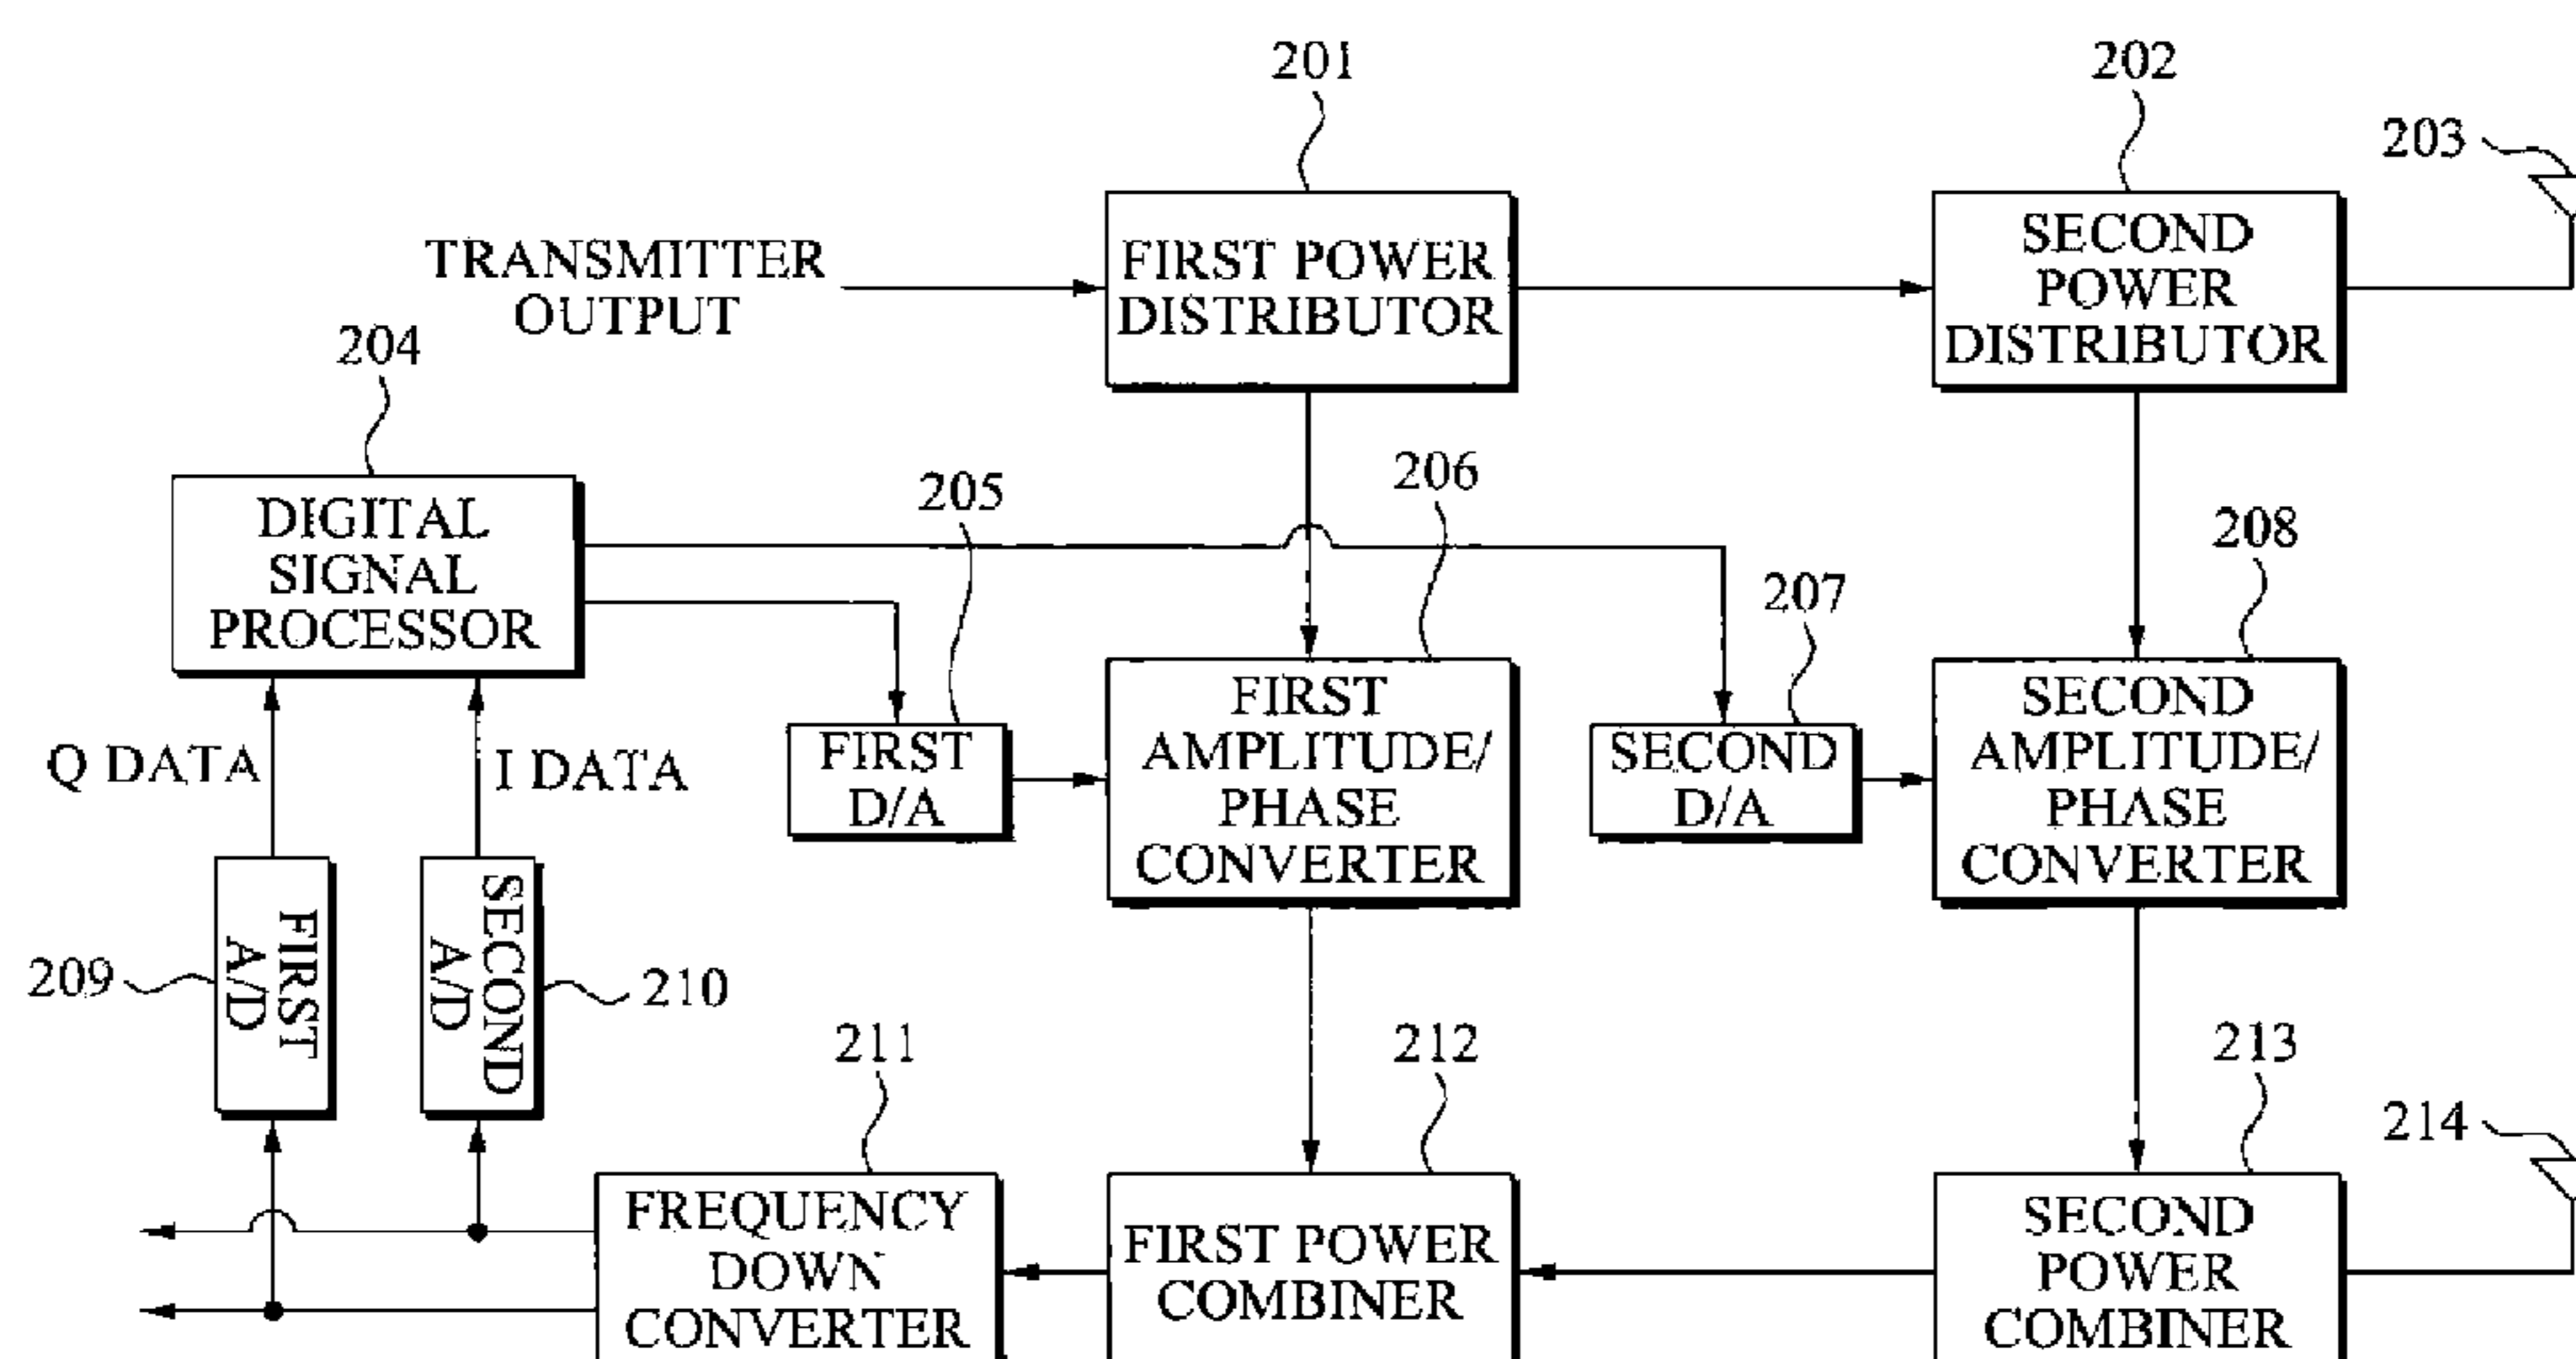 201
202
203
TRANSMITTER
OUTPUT
FIRST POWER
DISTRIBUTOR
SECOND
POWER
DISTRIBUTOR
204
205
206
207
208
DIGITAL
SIGNAL
PROCESSOR
FIRST
D/A
FIRST
AMPLITUDE/
PHASE
CONVERTER
SECOND
D/A
SECOND
AMPLITUDE/
PHASE
CONVERTER
Q DATA
I DATA
209
FIRST
A/D
SECOND
A/D
210
211
212
213
214
FREQUENCY
DOWN
CONVERTER
FIRST POWER
COMBINER
SECOND
POWER
COMBINER